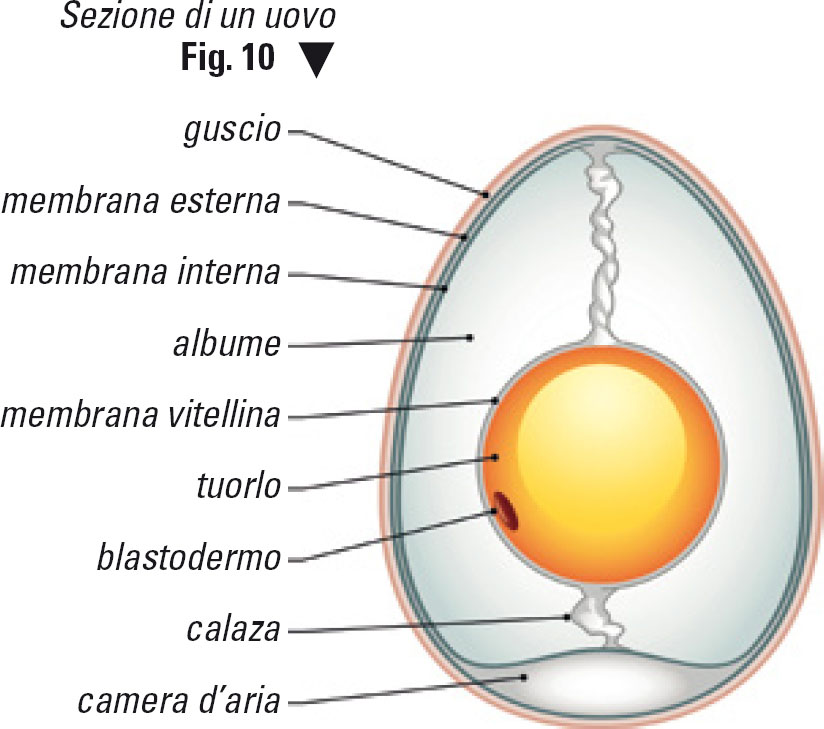 Sezione di un uovo
Fig. 10
guscio
membrana esterna
membrana interna
albume
membrana vitellina
tuorlo
blastodermo
calaza
camera d’aria